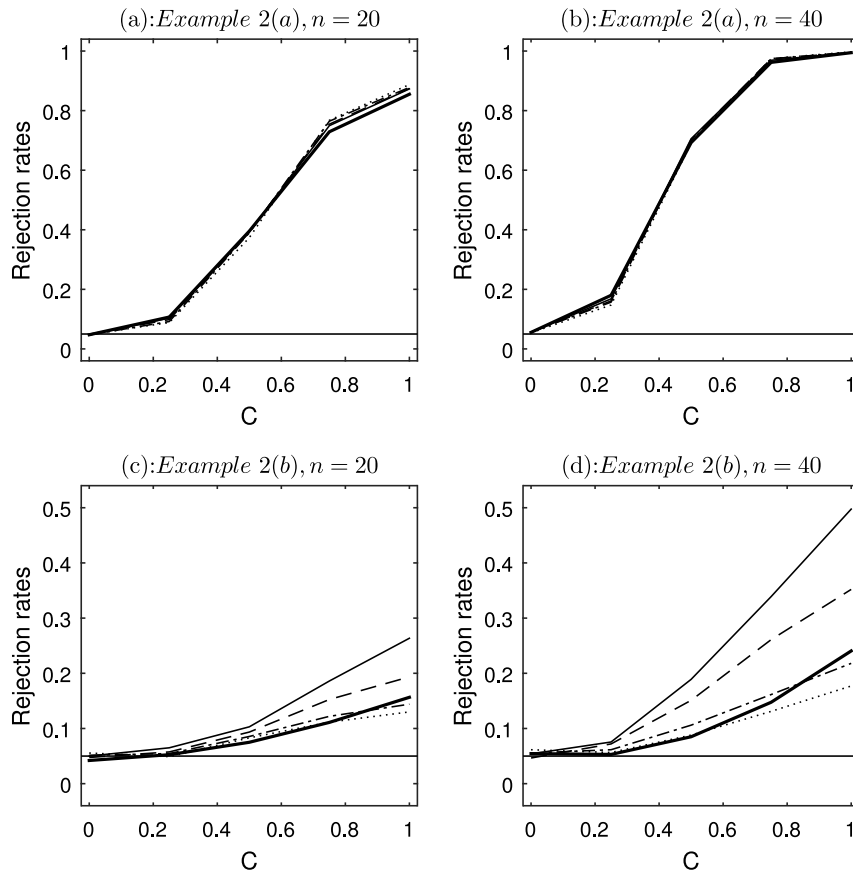 (a):Example 2(a), n = 20
1
0.8
0.6
0.4
0.2
0
Rejection rates
0 0.2 0.4 0.6 0.8 1
C
(b):Example 2(a), n = 40
1
0.8
0.6
0.4
0.2
0
Rejection rates
0 0.2 0.4 0.6 0.8 1
C
(c):Example 2(b), n = 20
0.5
0.4
0.3
0.2
0.1
0
Rejection rates
0 0.2 0.4 0.6 0.8 1
C
(d):Example 2(b), n = 40
0.5
0.4
0.3
0.2
0.1
0
Rejection rates
0 0.2 0.4 0.6 0.8 1
C